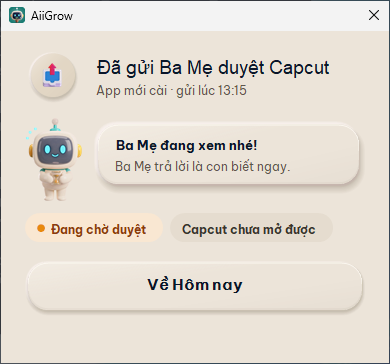 AiiGrow
Đã gửi Ba Mẹ duyệt Capcut
App mới cài · gửi lúc 13:15
Ba Mẹ đang xem nhé!
Ba Mẹ trả lời là con biết ngay.
Đang chờ duyệt
Capcut chưa mở được
Về Hôm nay